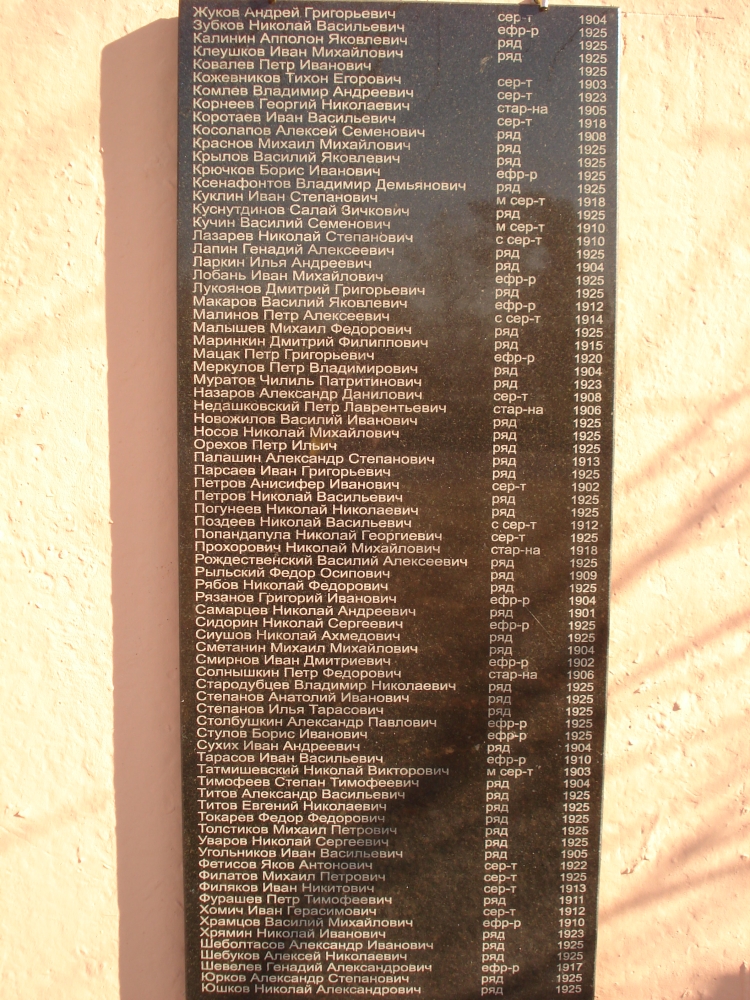 Жуков Андрей Григорьевич сер-т 1904
Зубков Николай Васильевич ефр-р 1925
Калинин Апполон Яковлевич ряд 1925
Клеушков Иван Михайлович ряд 1925
Ковалев Петр Иванович 1925
Кожевников Тихон Егорович сер-т 1903
Комлев Владимир Андреевич сер-т 1923
Корнеев Георгий Николаевич стар-на 1905
Коротаев Иван Васильевич сер-т 1918
Косолапов Алексей Семенович ряд 1908
Краснов Михаил Михайлович ряд 1925
Крылов Василий Яковлевич ряд 1925
Крючков Борис Иванович ефр-р 1925
Ксенафонтов Владимир Демьянович ряд 1925
Куклин Иван Степанович м сер-т 1918
Куснутдинов Салай Зичкович ряд 1925
Кучин Василий Семенович м сер-т 1910
Лазарев Николай Степанович с сер-т 1910
Лапин Генадий Алексеевич ряд 1925
Ларкин Илья Андреевич ряд 1904
Лобань Иван Михайлович ефр-р 1925
Лукоянов Дмитрий Григорьевич ряд 1925
Макаров Василий Яковлевич ефр-р 1912
Малинов Петр Алексеевич с сер-т 1914
Малышев Михаил Федорович ряд 1925
Маринкин Дмитрий Филиппович ряд 1915
Мацак Петр Григорьевич ефр-р 1920
Меркулов Петр Владимирович ряд 1904
Муратов Чилиль Патритинович ряд 1923
Назаров Александр Данилович сер-т 1908
Недашковский Петр Лаврентьевич стар-на 1906
Новожилов Василий Иванович ряд 1925
Носов Николай Михайлович ряд 1925
Орехов Петр Ильич ряд 1925
Палашин Александр Степанович ряд 1913
Парсаев Иван Григорьевич ряд 1925
Петров Анисифер Иванович сер-т 1902
Петров Николай Васильевич ряд 1925
Погунеев Николай Николаевич ряд 1925
Поздеев Николай Васильевич с сер-т 1912
Попандапула Николай Георгиевич сер-т 1925
Прохорович Николай Михайлович стар-на 1918
Рождественский Василий Алексеевич ряд 1925
Рыльский Федор Осипович ряд 1909
Рябов Николай Федорович ряд 1925
Рязанов Григорий Иванович ефр-р 1904
Самарцев Николай Андреевич ряд 1901
Сидорин Николай Сергеевич ефр-р 1925
Сиушов Николай Ахмедович ряд 1925
Сметанин Михаил Михайлович ряд 1904
Смирнов Иван Дмитриевич ефр-р 1902
Солнышкин Петр Федорович стар-на 1906
Стародубцев Владимир Николаевич ряд 1925
Степанов Анатолий Иванович ряд 1925
Степанов Илья Тарасович ряд 1925
Столбушкин Александр Павлович ефр-р 1925
Стулов Борис Иванович ефр-р 1925
Сухих Иван Андреевич ряд 1904
Тарасов Иван Васильевич ефр-р 1910
Татмишевский Николай Викторович м сер-т 1903
Тимофеев Степан Тимофеевич ряд 1904
Титов Александр Васильевич ряд 1925
Титов Евгений Николаевич ряд 1925
Токарев Федор Федорович ряд 1925
Толстиков Михаил Петрович ряд 1925
Уваров Николай Сергеевич ряд 1925
Угольников Иван Васильевич ряд 1905
Фетисов Яков Антонович сер-т 1922
Филатов Михаил Петрович сер-т 1925
Филяков Иван Никитович сер-т 1913
Фурашев Петр Тимофеевич ряд 1911
Хомич Иван Герасимович сер-т 1912
Храмцов Василий Михайлович ефр-р 1910
Хрямин Николай Иванович ряд 1923
Шеболтасов Александр Иванович ряд 1925
Шебуков Алексей Николаевич ряд 1925
Шевелев Генадий Александрович ефр-р 1917
Юрков Александр Степанович ряд 1925
Юшков Николай Александрович ряд 1925